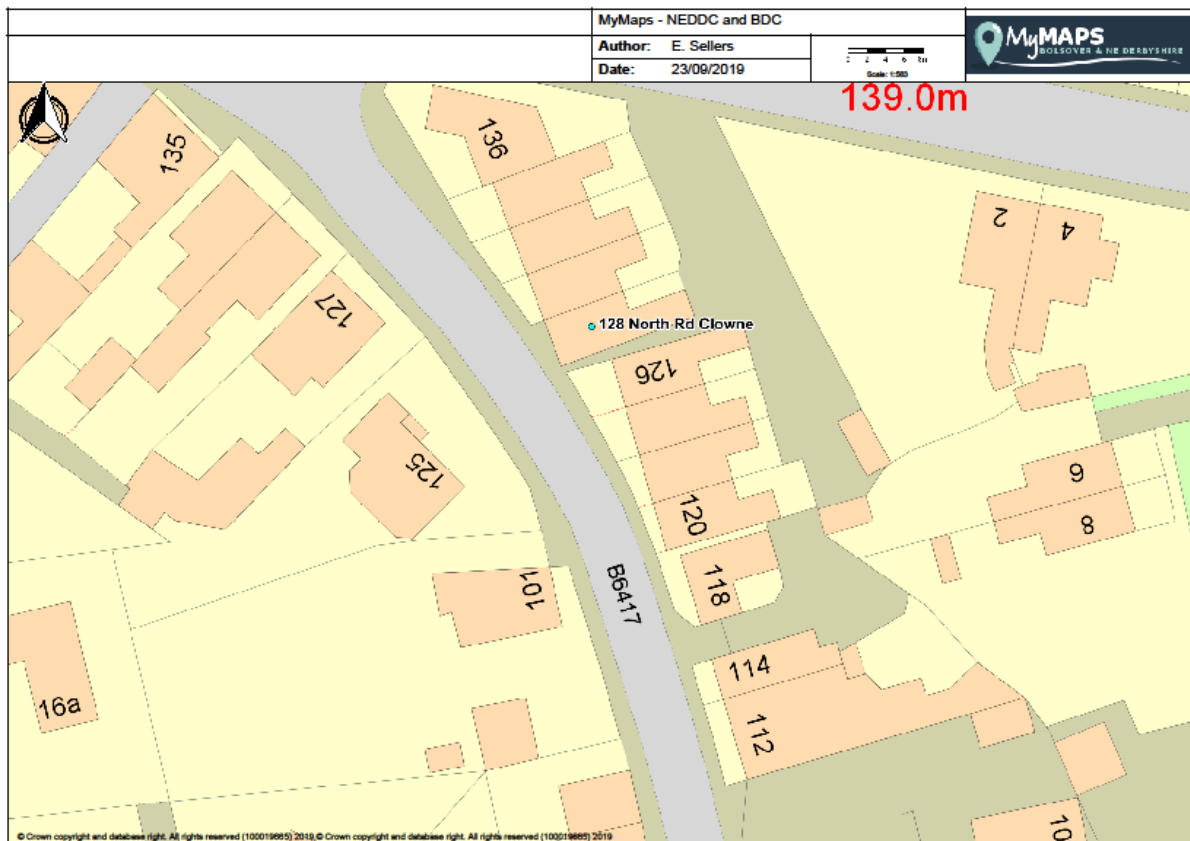 MyMaps - NEDDC and BDC
Author: E. Sellers
Date: 23/09/2019
MyMAPS
BOLSOVER & NE DERBYSHIRE
139.0m
135
136
2
4
127
128 North Rd Clowne
126
125
6
8
120
101
B6417
118
114
16a
112
10
© Crown copyright and database right. All rights reserved (100019665) 2019,© Crown copyright and database right. All rights reserved (100019665) 2019